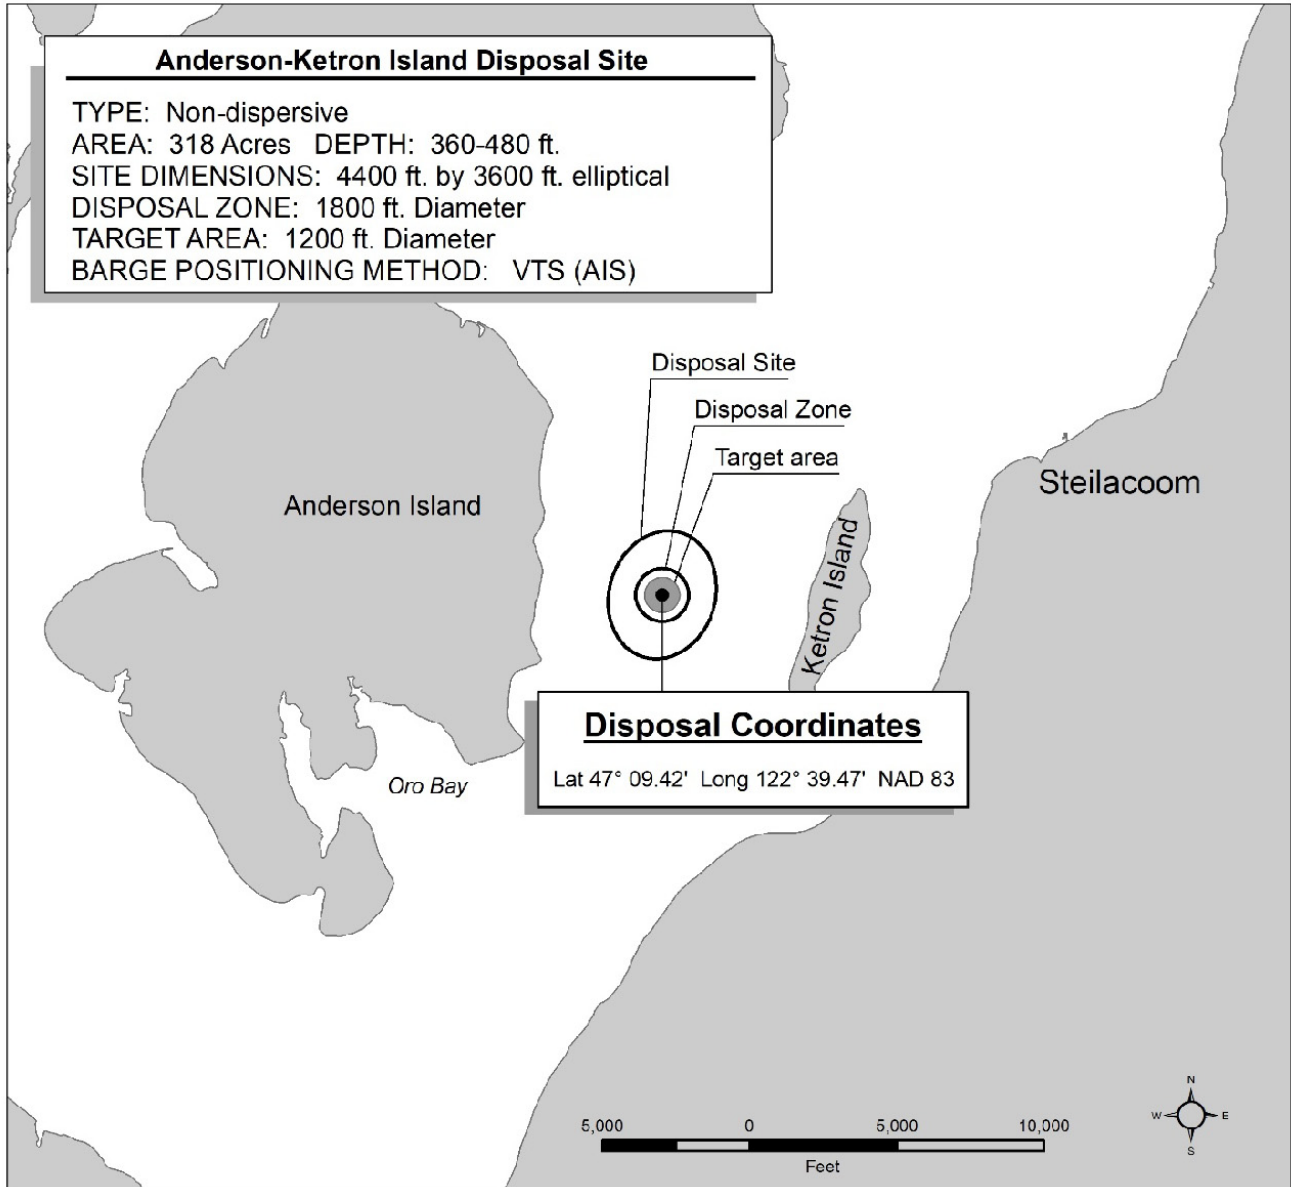 Anderson-Ketron Island Disposal Site
TYPE: Non-dispersive
AREA: 318 Acres DEPTH: 360-480 ft.
SITE DIMENSIONS: 4400 ft. by 3600 ft. elliptical
DISPOSAL ZONE: 1800 ft. Diameter
TARGET AREA: 1200 ft. Diameter
BARGE POSITIONING METHOD: VTS (AIS)
Disposal Site
Disposal Zone
Target area
Steilacoom
Anderson Island
Ketron Island
Disposal Coordinates
Lat 47° 09.42' Long 122° 39.47' NAD 83
Oro Bay
N
W E
S
5,000 0 5,000 10,000
Feet